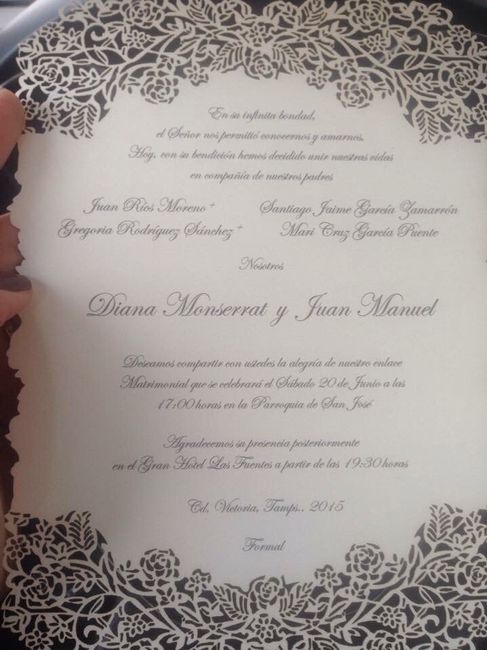 En su infinita bondad,
el Señor nos permitió conocernos y amarnos.
Hoy, con su bendición hemos decidido unir nuestras vidas
en compañía de nuestros padres
Juan Ríos Moreno +
Gregoria Rodríguez Sánchez +
Santiago Jaime García Zamarrón
Mari Cruz García Puente
Nosotros
Diana Monserrat y Juan Manuel
Deseamos compartir con ustedes la alegría de nuestro enlace
Matrimonial que se celebrará el Sábado 20 de Junio a las
17:00 horas en la Parroquia de San José
Agradecemos su presencia posteriormente
en el Gran Hotel Las Fuentes a partir de las 19:30 horas
Cd. Victoria, Tamps.. 2015
Formal